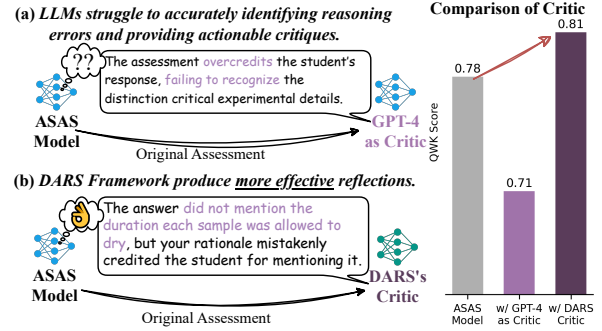 (a) LLMs struggle to accurately identifying reasoning
errors and providing actionable critiques.
??
The assessment overcredits the student's
response, failing to recognize the
distinction critical experimental details.
ASAS
Model
GPT-4
as Critic
Original Assessment
(b) DARS Framework produce more effective reflections.
The answer did not mention the
duration each sample was allowed to
dry, but your rationale mistakenly
credited the student for mentioning it.
ASAS
Model
DARS's
Critic
Original Assessment
Comparison of Critic
QWK Score
0.78
0.71
0.81
ASAS
Model
w/ GPT-4
as Critic
w/ DARS
Critic